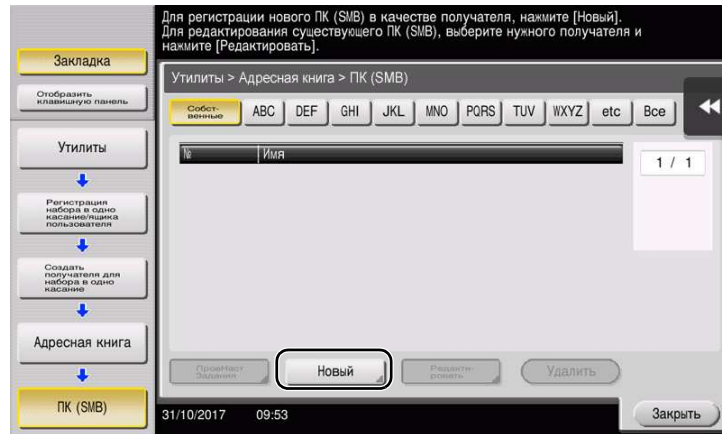 Для регистрации нового ПК (SMB) в качестве получателя, нажмите [Новый].
Для редактирования существующего ПК (SMB), выберите нужного получателя и
нажмите [Редактировать].
Закладка
Отобразить
клавишную панель
Утилиты
Регистрация
набора в одно
касание/ящика
пользователя
Создать
получателя для
набора в одно
касание
Адресная книга
ПК (SMB)
Утилиты > Адресная книга > ПК (SMB)
Собст-
венные
ABC
DEF
GHI
JKL
MNO
PQRS
TUV
WXYZ
etc
Все
№
Имя
1 / 1
ПровНаст
Задания
Новый
Редакти-
ровать
Удалить
31/10/2017 09:53
Закрыть